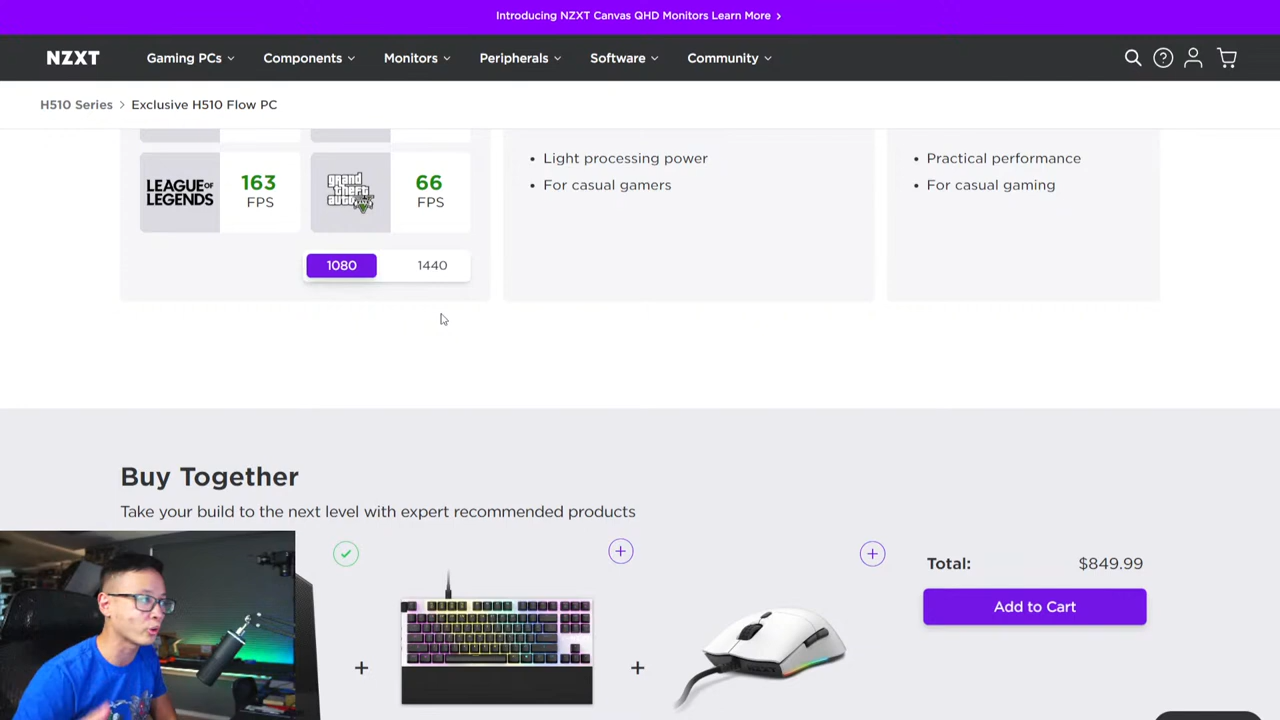 Introducing NZXT Canvas QHD Monitors Learn More >
NZXT
Gaming PCs
Components
Monitors
Peripherals
Software
Community
H510 Series > Exclusive H510 Flow PC
LEAGUE OF
LEGENDS
163
FPS
grand
theft
auto
V
66
FPS
1080
1440
• Light processing power
• For casual gamers
• Practical performance
• For casual gaming
Buy Together
Take your build to the next level with expert recommended products
Total: $849.99
Add to Cart